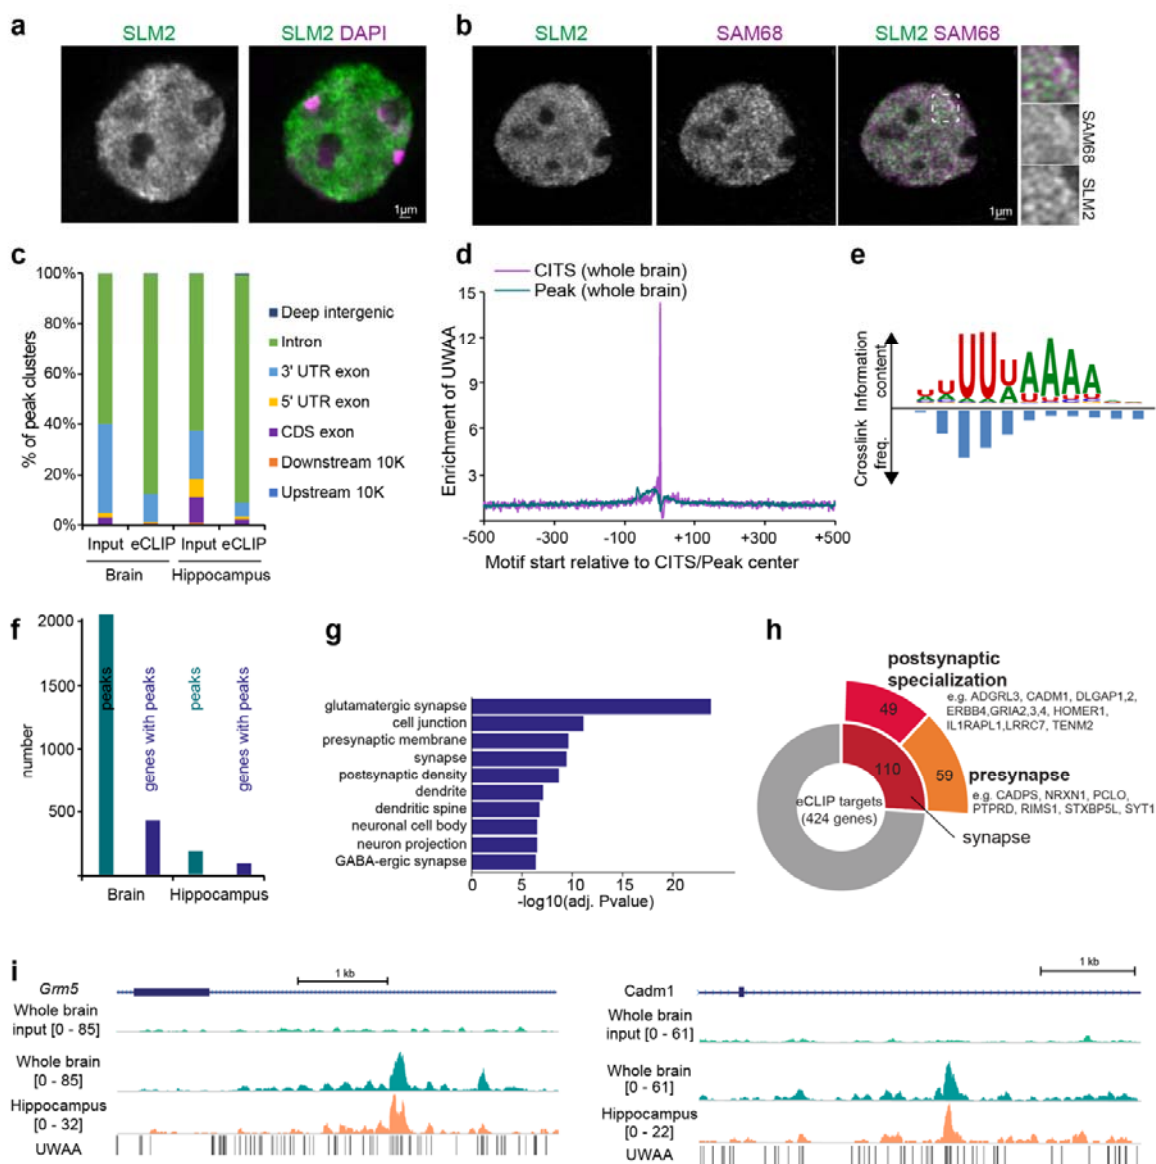 a
SLM2
SLM2 DAPI
1µm
b
SLM2
SAM68
SLM2 SAM68
1µm
SAM68
SLM2
c
100%
80%
60%
40%
20%
0%
% of peak clusters
Input eCLIP
Input eCLIP
Brain
Hippocampus
Deep intergenic
Intron
3' UTR exon
5' UTR exon
CDS exon
Downstream 10K
Upstream 10K
d
CITS (whole brain)
Peak (whole brain)
15
12
9
6
3
Enrichment of UWAA
-500
-300
-100
+100
+300
+500
Motif start relative to CITS/Peak center
e
Crosslink Information
freq. content
UUUAAAA
f
2000
1500
1000
500
number
peaks
genes with peaks
peaks
genes with peaks
Brain
Hippocampus
g
glutamatergic synapse
cell junction
presynaptic membrane
synapse
postsynaptic density
dendrite
dendritic spine
neuronal cell body
neuron projection
GABA-ergic synapse
0
5
10
15
20
-log10(adj. Pvalue)
h
postsynaptic
specialization
e.g. ADGRL3, CADM1, DLGAP1,2,
ERBB4,GRIA2,3,4, HOMER1,
IL1RAPL1,LRRC7, TENM2
49
110
59
presynapse
e.g. CADPS, NRXN1, PCLO,
PTPRD, RIMS1, STXBP5L, SYT1
eCLIP targets
(424 genes)
synapse
i
1 kb
Grm5
Whole brain
input [0 - 85]
Whole brain
[0 - 85]
Hippocampus
[0 - 32]
UWAA
1 kb
Cadm1
Whole brain
input [0 - 61]
Whole brain
[0 - 61]
Hippocampus
[0 - 22]
UWAA